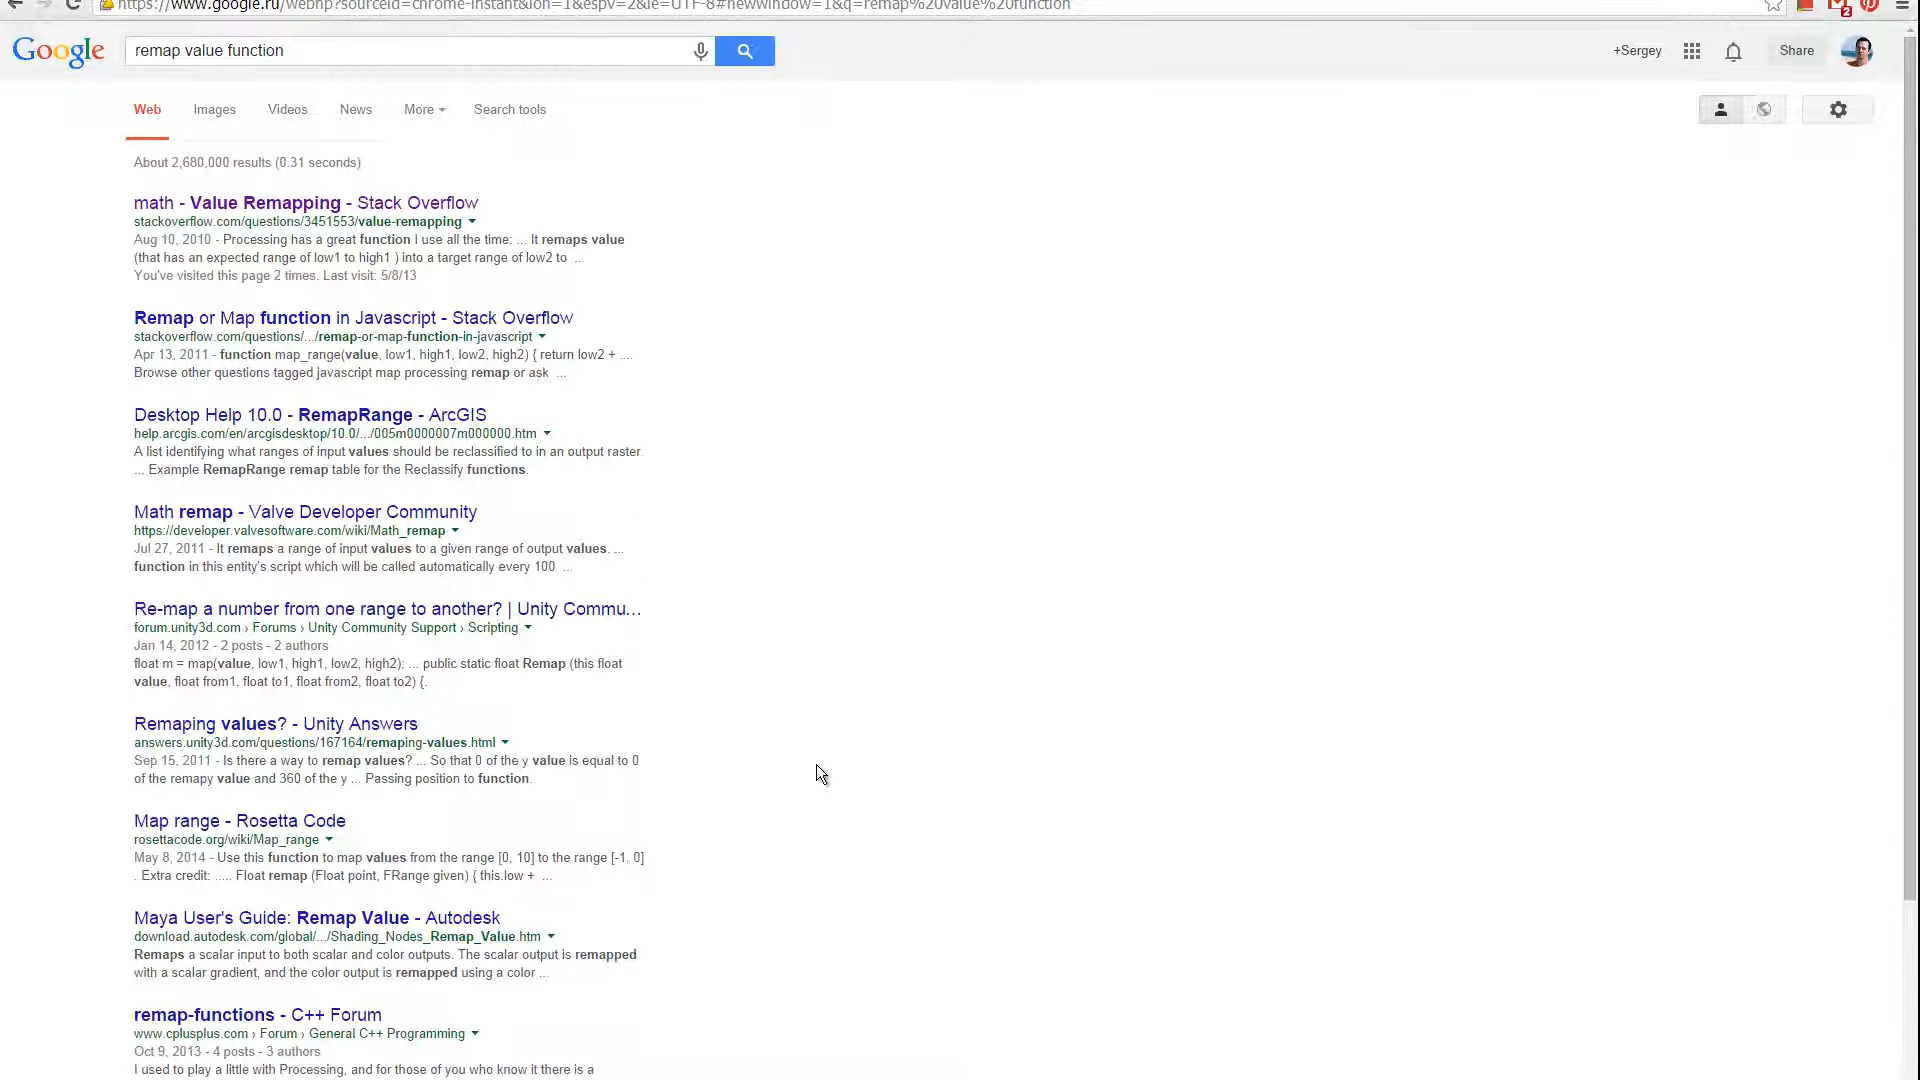 https://www.google.ru/webhp?sourceid=chrome-instant&ion=1&espv=2&ie=UTF-8#newwindow=1&q=remap%20value%20function
2
Google
remap value function
+Sergey
Share
Web Images Videos News More Search tools
About 2,680,000 results (0.31 seconds)
math - Value Remapping - Stack Overflow
stackoverflow.com/questions/3451553/value-remapping
Aug 10, 2010 - Processing has a great function I use all the time: ... It remaps value
(that has an expected range of low1 to high1 ) into a target range of low2 to ...
You've visited this page 2 times. Last visit: 5/8/13
Remap or Map function in Javascript - Stack Overflow
stackoverflow.com/questions/.../remap-or-map-function-in-javascript
Apr 13, 2011 - function map_range(value, low1, high1, low2, high2) { return low2 + ....
Browse other questions tagged javascript map processing remap or ask ...
Desktop Help 10.0 - RemapRange - ArcGIS
help.arcgis.com/en/arcgisdesktop/10.0/.../005m0000007m000000.htm
A list identifying what ranges of input values should be reclassified to in an output raster.
... Example RemapRange remap table for the Reclassify functions.
Math remap - Valve Developer Community
https://developer.valvesoftware.com/wiki/Math_remap
Jul 27, 2011 - It remaps a range of input values to a given range of output values. ...
function in this entity's script which will be called automatically every 100 ...
Re-map a number from one range to another? | Unity Commu...
forum.unity3d.com › Forums › Unity Community Support › Scripting
Jan 14, 2012 - 2 posts - 2 authors
float m = map(value, low1, high1, low2, high2); ... public static float Remap (this float
value, float from1, float to1, float from2, float to2) {.
Remaping values? - Unity Answers
answers.unity3d.com/questions/167164/remaping-values.html
Sep 15, 2011 - Is there a way to remap values? ... So that 0 of the y value is equal to 0
of the remapy value and 360 of the y ... Passing position to function.
Map range - Rosetta Code
rosettacode.org/wiki/Map_range
May 8, 2014 - Use this function to map values from the range [0, 10] to the range [-1, 0]
. Extra credit: ..... Float remap (Float point, FRange given) { this.low + ...
Maya User's Guide: Remap Value - Autodesk
download.autodesk.com/global/.../Shading_Nodes_Remap_Value.htm
Remaps a scalar input to both scalar and color outputs. The scalar output is remapped
with a scalar gradient, and the color output is remapped using a color ...
remap-functions - C++ Forum
www.cplusplus.com › Forum › General C++ Programming
Oct 9, 2013 - 4 posts - 3 authors
I used to play a little with Processing, and for those of you who know it there is a